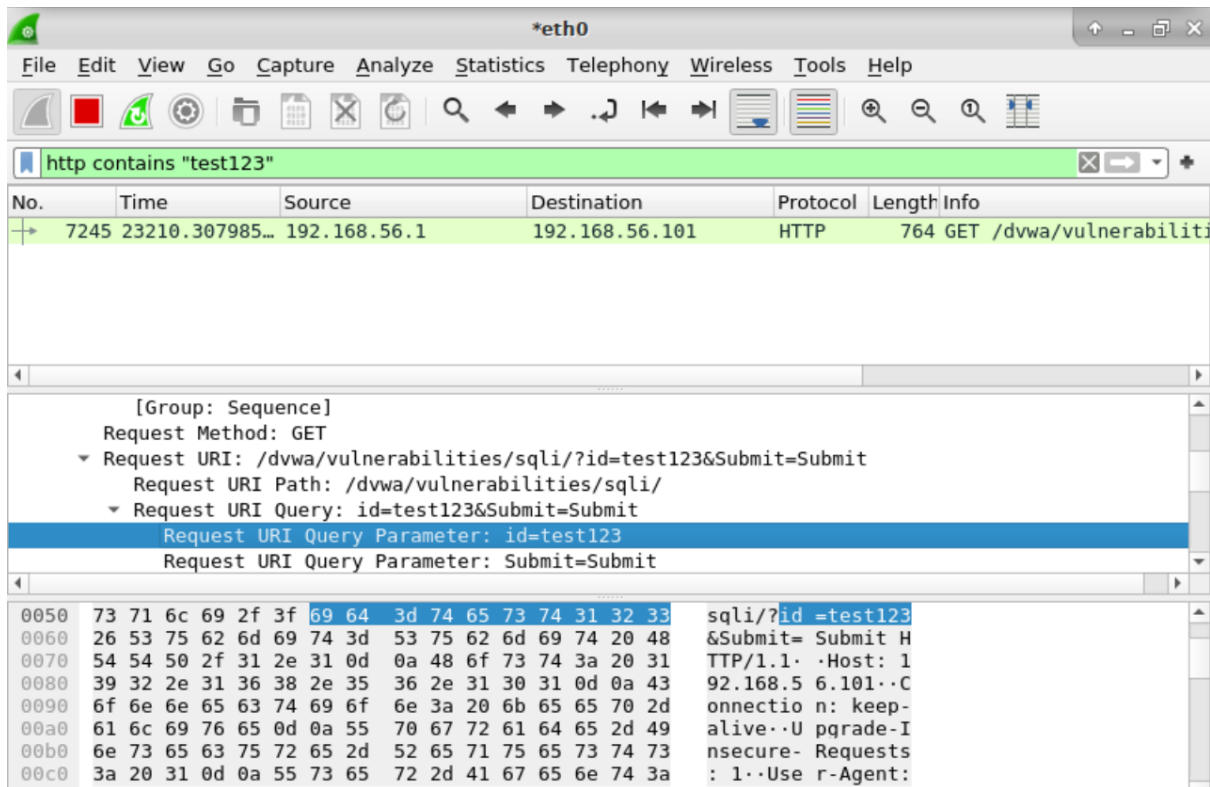 *eth0
File Edit View Go Capture Analyze Statistics Telephony Wireless Tools Help
http contains "test123"
No. Time Source Destination Protocol Length Info
7245 23210.307985… 192.168.56.1 192.168.56.101 HTTP 764 GET /dvwa/vulnerabiliti
[Group: Sequence]
Request Method: GET
Request URI: /dvwa/vulnerabilities/sqli/?id=test123&Submit=Submit
Request URI Path: /dvwa/vulnerabilities/sqli/
Request URI Query: id=test123&Submit=Submit
Request URI Query Parameter: id=test123
Request URI Query Parameter: Submit=Submit
0050 73 71 6c 69 2f 3f 69 64 3d 74 65 73 74 31 32 33 sqli/?id =test123
0060 26 53 75 62 6d 69 74 3d 53 75 62 6d 69 74 20 48 &Submit= Submit H
0070 54 54 50 2f 31 2e 31 0d 0a 48 6f 73 74 3a 20 31 TTP/1.1· ·Host: 1
0080 39 32 2e 31 36 38 2e 35 36 2e 31 30 31 0d 0a 43 92.168.5 6.101··C
0090 6f 6e 6e 65 63 74 69 6f 6e 3a 20 6b 65 65 70 2d onnectio n: keep-
00a0 61 6c 69 76 65 0d 0a 55 70 67 72 61 64 65 2d 49 alive··U pgrade-I
00b0 6e 73 65 63 75 72 65 2d 52 65 71 75 65 73 74 73 nsecure- Requests
00c0 3a 20 31 0d 0a 55 73 65 72 2d 41 67 65 6e 74 3a : 1··Use r-Agent: